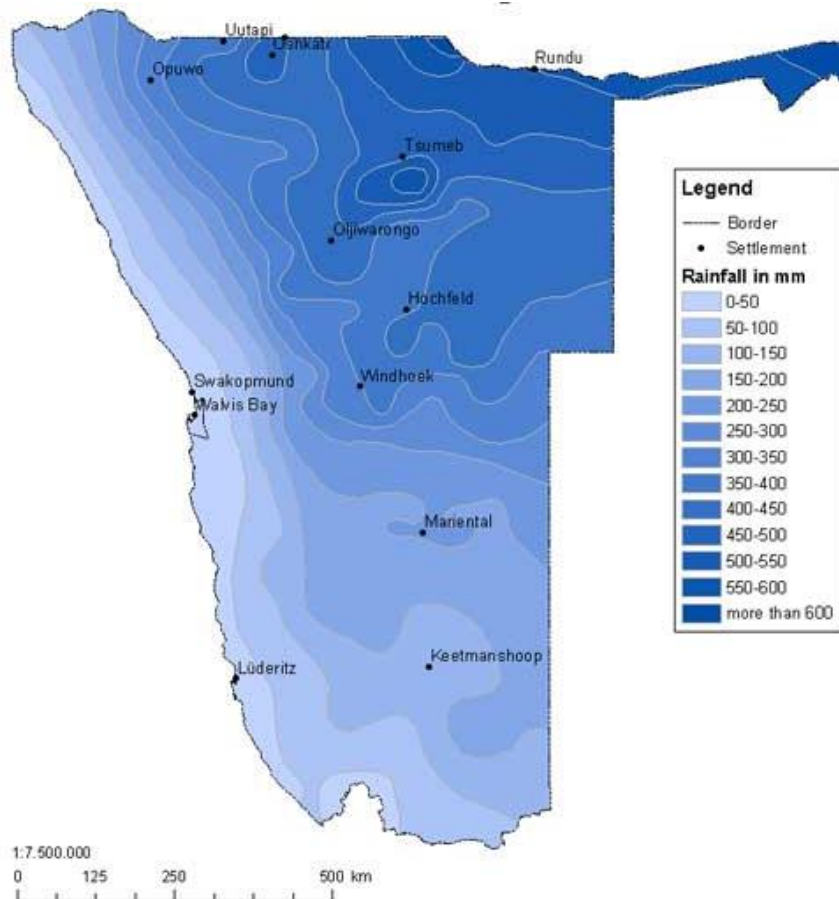 Uutapi
Oshkati
Opuwo
Rundu
Tsumeb
Otjiwarongo
Hochfeld
Windhoek
Swakopmund
Walvis Bay
Mariental
Keetmanshoop
Lüderitz
Legend
Border
Settlement
Rainfall in mm
0-50
50-100
100-150
150-200
200-250
250-300
300-350
350-400
400-450
450-500
500-550
550-600
more than 600
1:7.500.000
0 125 250 500 km